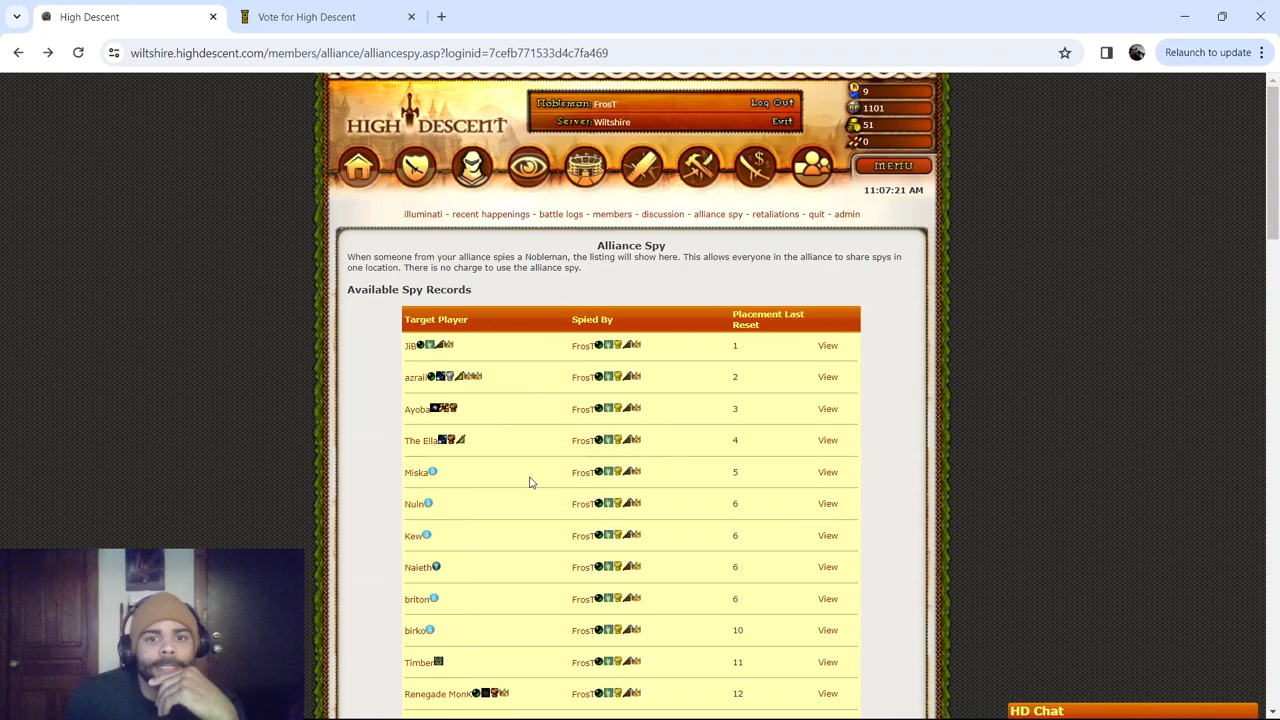 High Descent
Vote for High Descent
wiltshire.highdescent.com/members/alliance/alliancespy.asp?loginid=7cefb771533d4c7fa469
Relaunch to update
HIGH DESCENT
Nobleman: FrosT
Log Out
Server: Wiltshire
Exit
9
1101
51
0
MENU
11:07:21 AM
illuminati - recent happenings - battle logs - members - discussion - alliance spy - retaliations - quit - admin
Alliance Spy
When someone from your alliance spies a Nobleman, the listing will show here. This allows everyone in the alliance to share spys in
one location. There is no charge to use the alliance spy.
Available Spy Records
Target Player Spied By Placement Last
Reset
JiB FrosT 1 View
azrail FrosT 2 View
Ayoba FrosT 3 View
The Ella FrosT 4 View
Miska FrosT 5 View
Nuln FrosT 6 View
Kew FrosT 6 View
Naieth FrosT 6 View
briton FrosT 6 View
birko FrosT 10 View
Timber FrosT 11 View
Renegade MonK FrosT 12 View
HD Chat